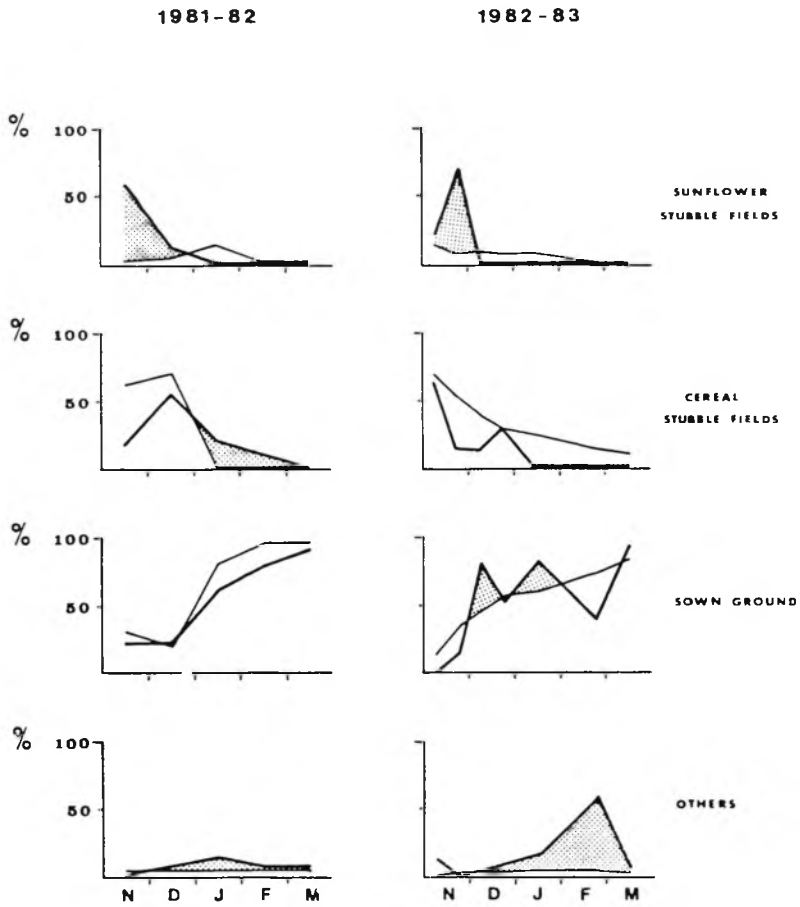 1981-82 1982-83
% 100
50
SUNFLOWER
STUBBLE FIELDS
% 100
50
CEREAL
STUBBLE FIELDS
% 100
50
SOWN GROUND
% 100
50
OTHERS
N D J F M N D J F M